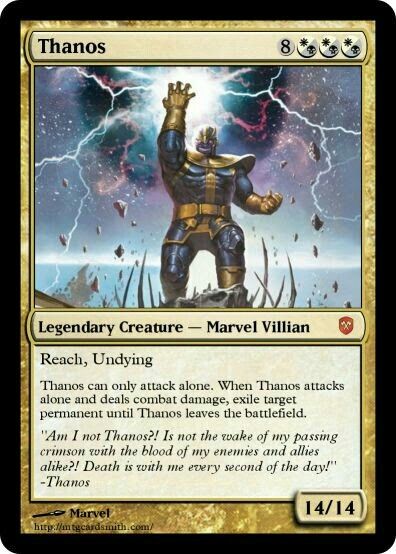 Thanos 8
Legendary Creature — Marvel Villian
Reach, Undying
Thanos can only attack alone. When Thanos attacks
alone and deals combat damage, exile target
permanent until Thanos leaves the battlefield.
"Am I not Thanos?! Is not the wake of my passing
crimson with the blood of my enemies and allies
alike?! Death is with me every second of the day!"
-Thanos
14/14
Marvel
http://mtgcardsmith.com/